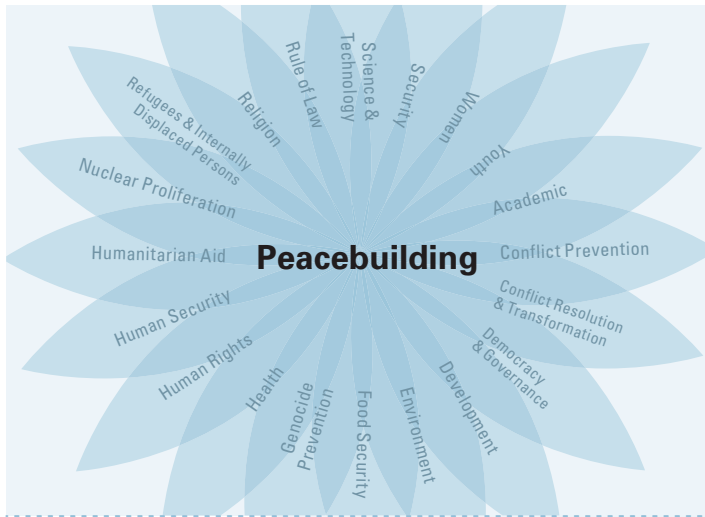 Peacebuilding
Academic
Conflict Prevention
Conflict Resolution
& Transformation
Democracy
& Governance
Development
Environment
Food Security
Genocide
Prevention
Health
Human Rights
Human Security
Humanitarian Aid
Nuclear Proliferation
Refugees & Internally
Displaced Persons
Religion
Rule of Law
Science &
Technology
Security
Women
Youth